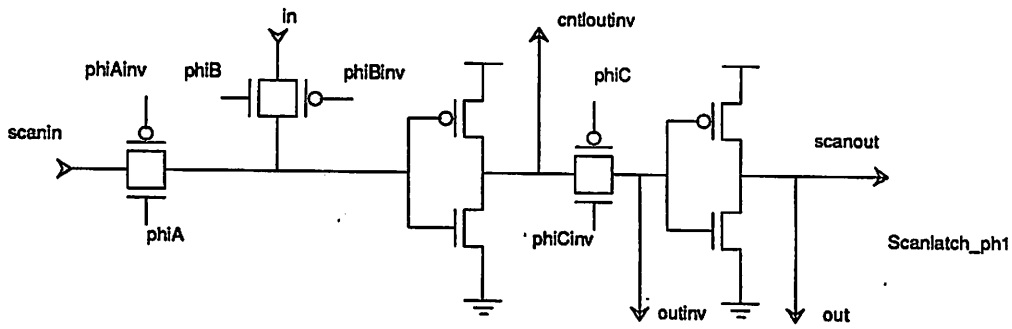 in
cntloutinv
phiAinv
phiB
phiBinv
phiC
scanin
scanout
phiA
phiCinv
Scanlatch_ph1
outinv
out